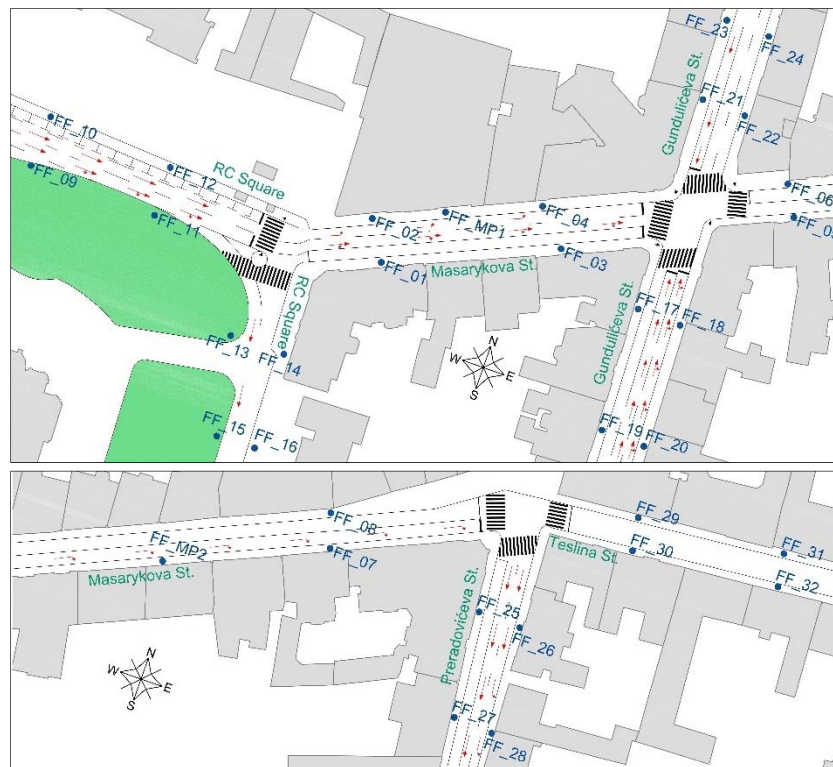 FF_23
FF_24
Gundulićeva St.
FF_21
FF_22
FF_10
FF_12
RC Square
FF_09
FF_11
FF_02
FF_MP1
FF_04
FF_06
FF_01
Masarykova St.
FF_03
RC Square
FF_13
FF_14
N
W
E
S
Gundulićeva St.
FF_17
FF_18
FF_15
FF_16
FF_19
FF_20
FF_08
FF_29
FF_MP2
FF_07
FF_30
FF_31
Masarykova St.
Teslina St.
FF_32
Preradovićeva St.
FF_25
FF_26
N
W
E
S
FF_27
FF_28